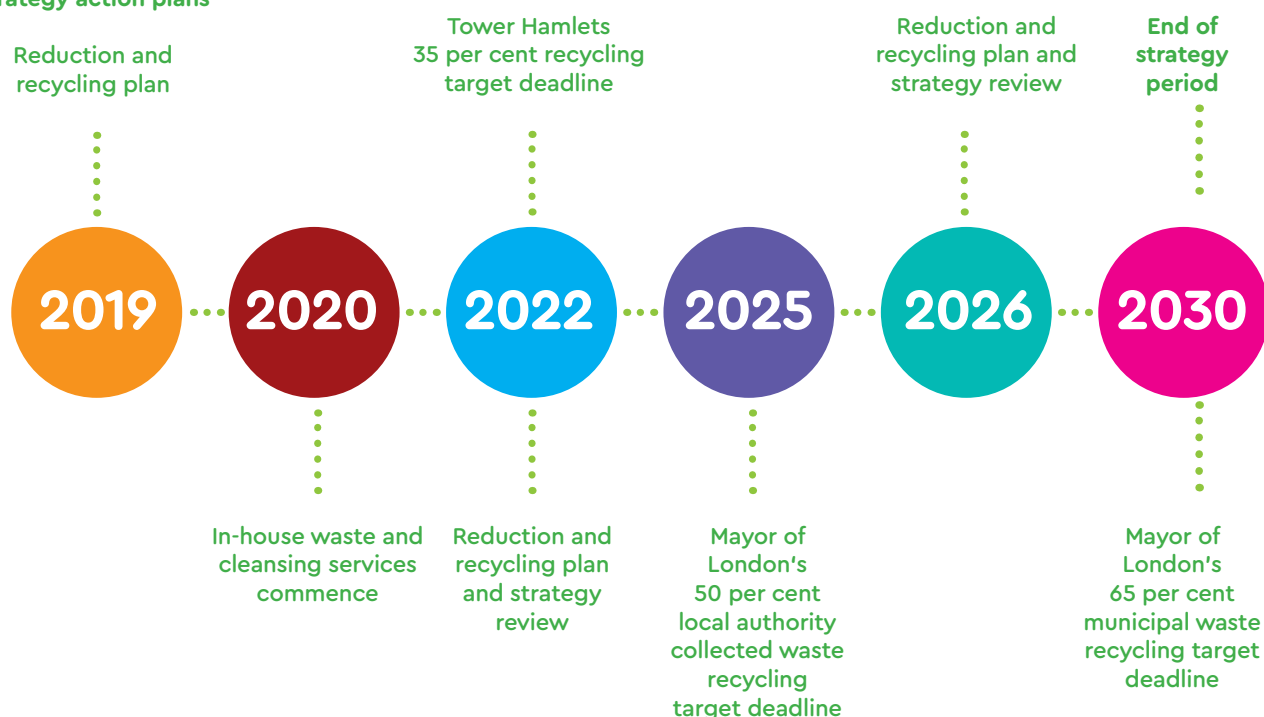 action plans
Reduction and
recycling plan
Tower Hamlets
35 per cent recycling
target deadline
Reduction and
recycling plan and
strategy review
End of
strategy
period
2019
2020
2022
2025
2026
2030
In-house waste and
cleansing services
commence
Reduction and
recycling plan
and strategy
review
Mayor of
London's
50 per cent
local authority
collected waste
recycling
target deadline
Mayor of
London's
65 per cent
municipal waste
recycling target
deadline